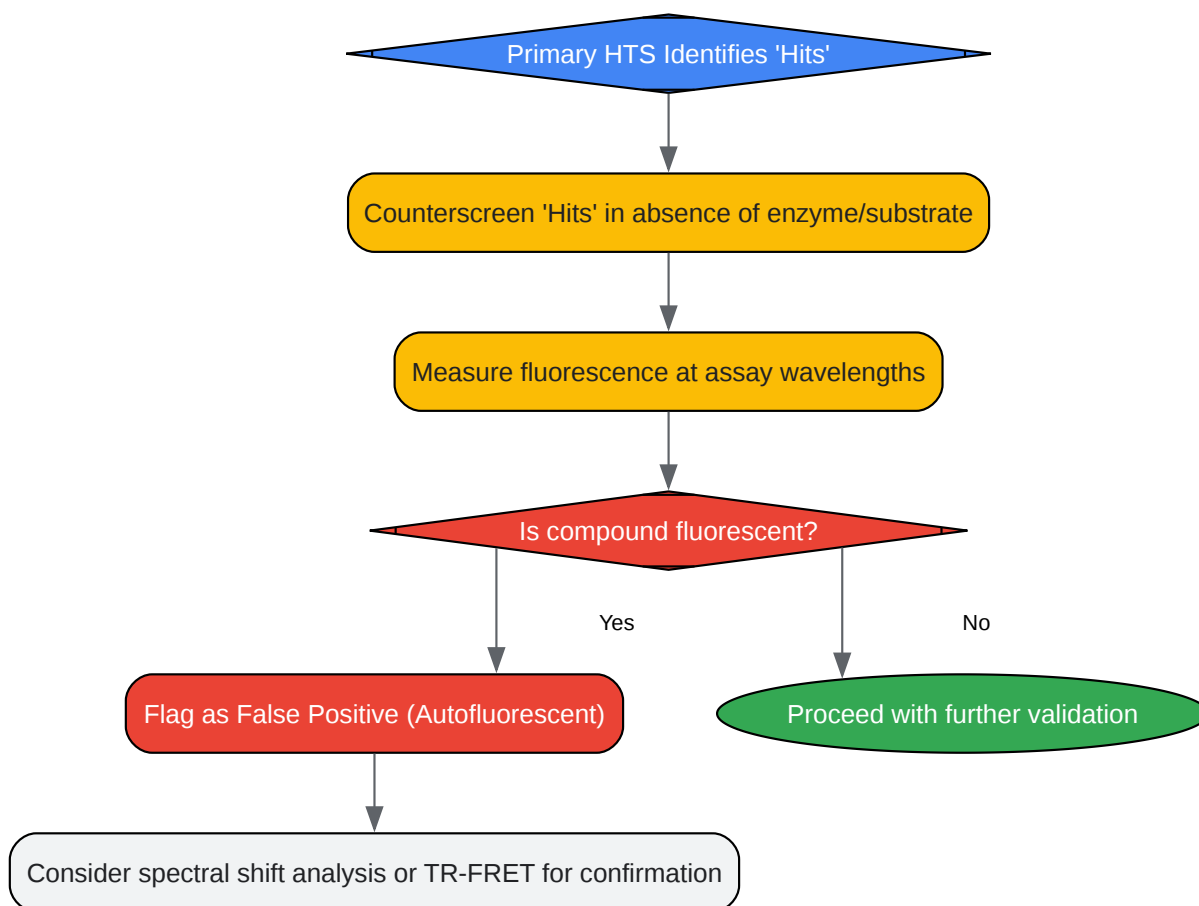 Primary HTS Identifies 'Hits'
Counterscreen 'Hits' in absence of enzyme/substrate
Measure fluorescence at assay wavelengths
Is compound fluorescent?
Yes
No
Flag as False Positive (Autofluorescent)
Proceed with further validation
Consider spectral shift analysis or TR-FRET for confirmation